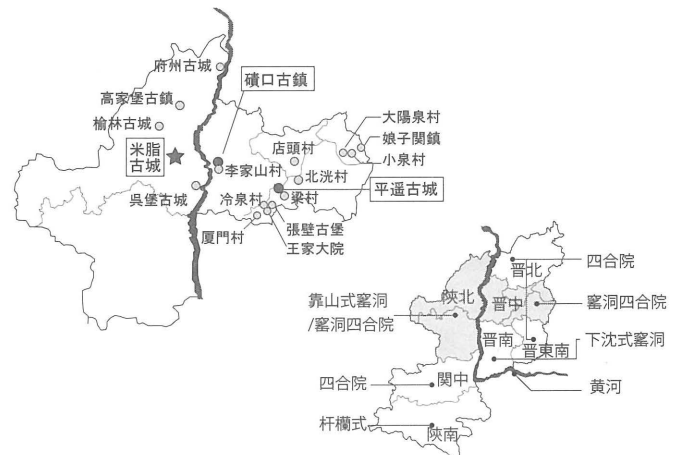 府州古城
磧口古鎮
高家堡古鎮
大陽泉村
榆林古城
娘子関鎮
店頭村
小泉村
米脂
古城
李家山村
北洸村
平遥古城
呉堡古城
冷泉村
梁村
張壁古堡
厦門村
王家大院
四合院
晋北
靠山式窰洞
/窰洞四合院
陝北
晋中
窰洞四合院
晋南
晋東南
下沈式窰洞
四合院
関中
黄河
杆欄式
陝南